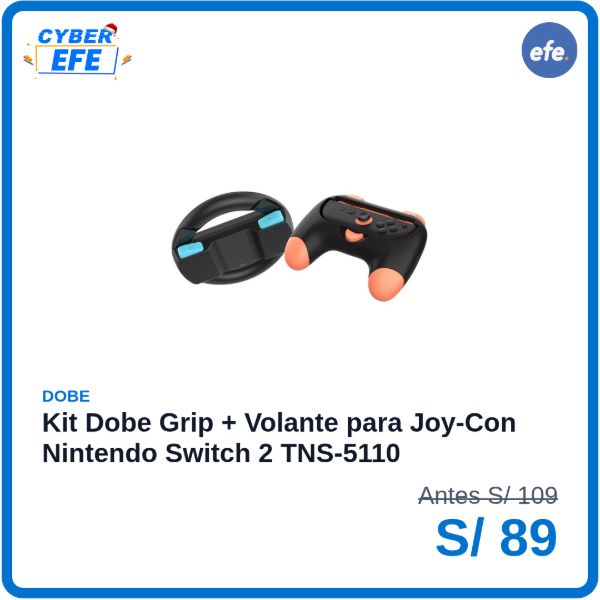 CYBER
EFE
efe.
DOBE
Kit Dobe Grip + Volante para Joy-Con
Nintendo Switch 2 TNS-5110
Antes S/ 109
S/ 89